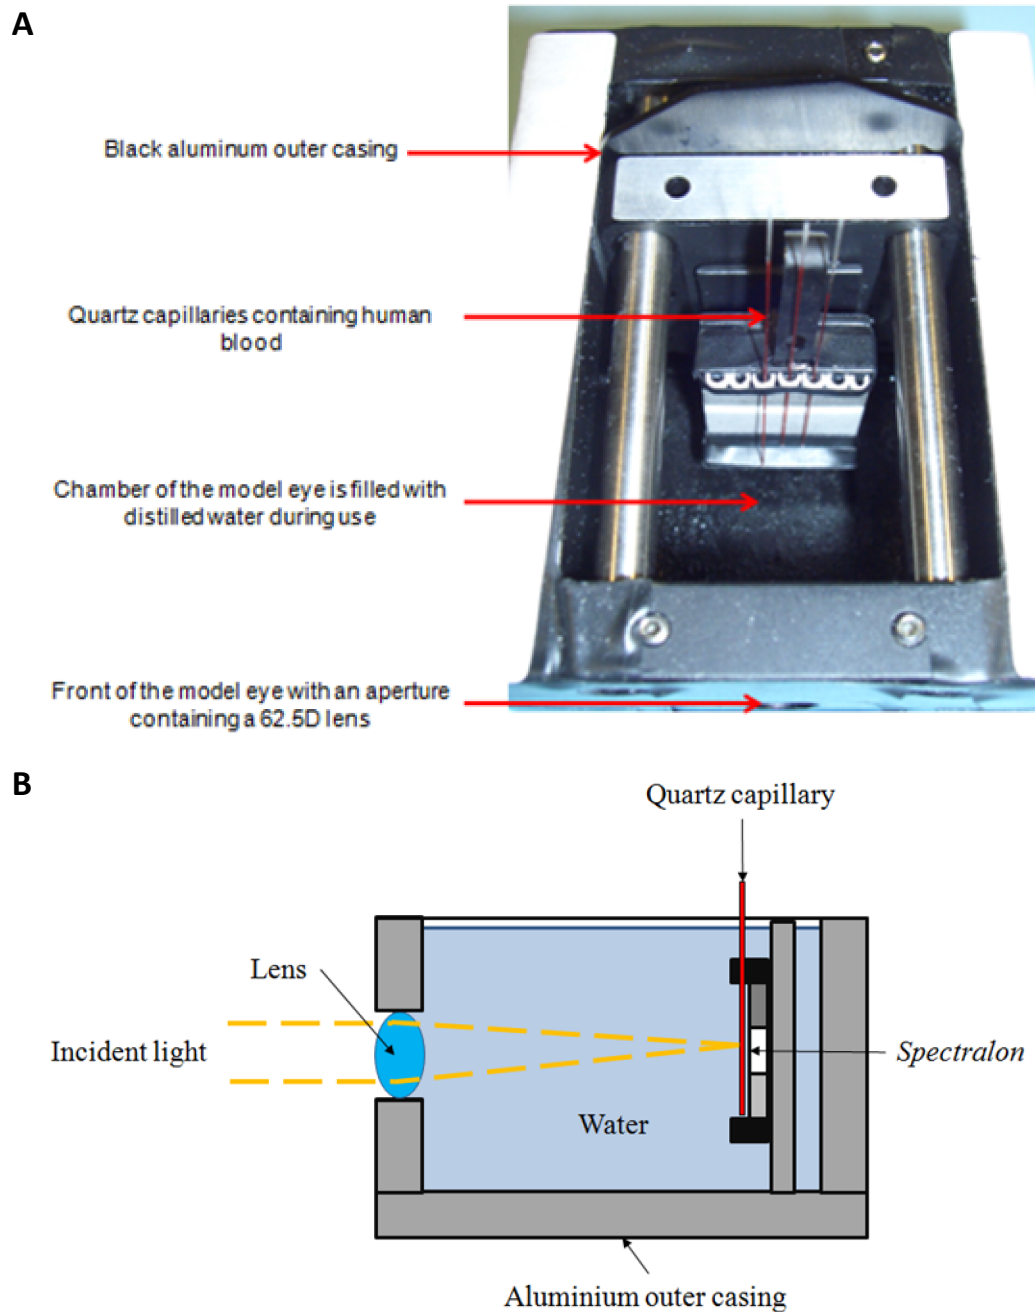 A
Black aluminum outer casing
Quartz capillaries containing human
blood
Chamber of the model eye is filled with
distilled water during use
Front of the model eye with an aperture
containing a 62.5D lens
B
Quartz capillary
Lens
Incident light
Spectralon
Water
Aluminium outer casing